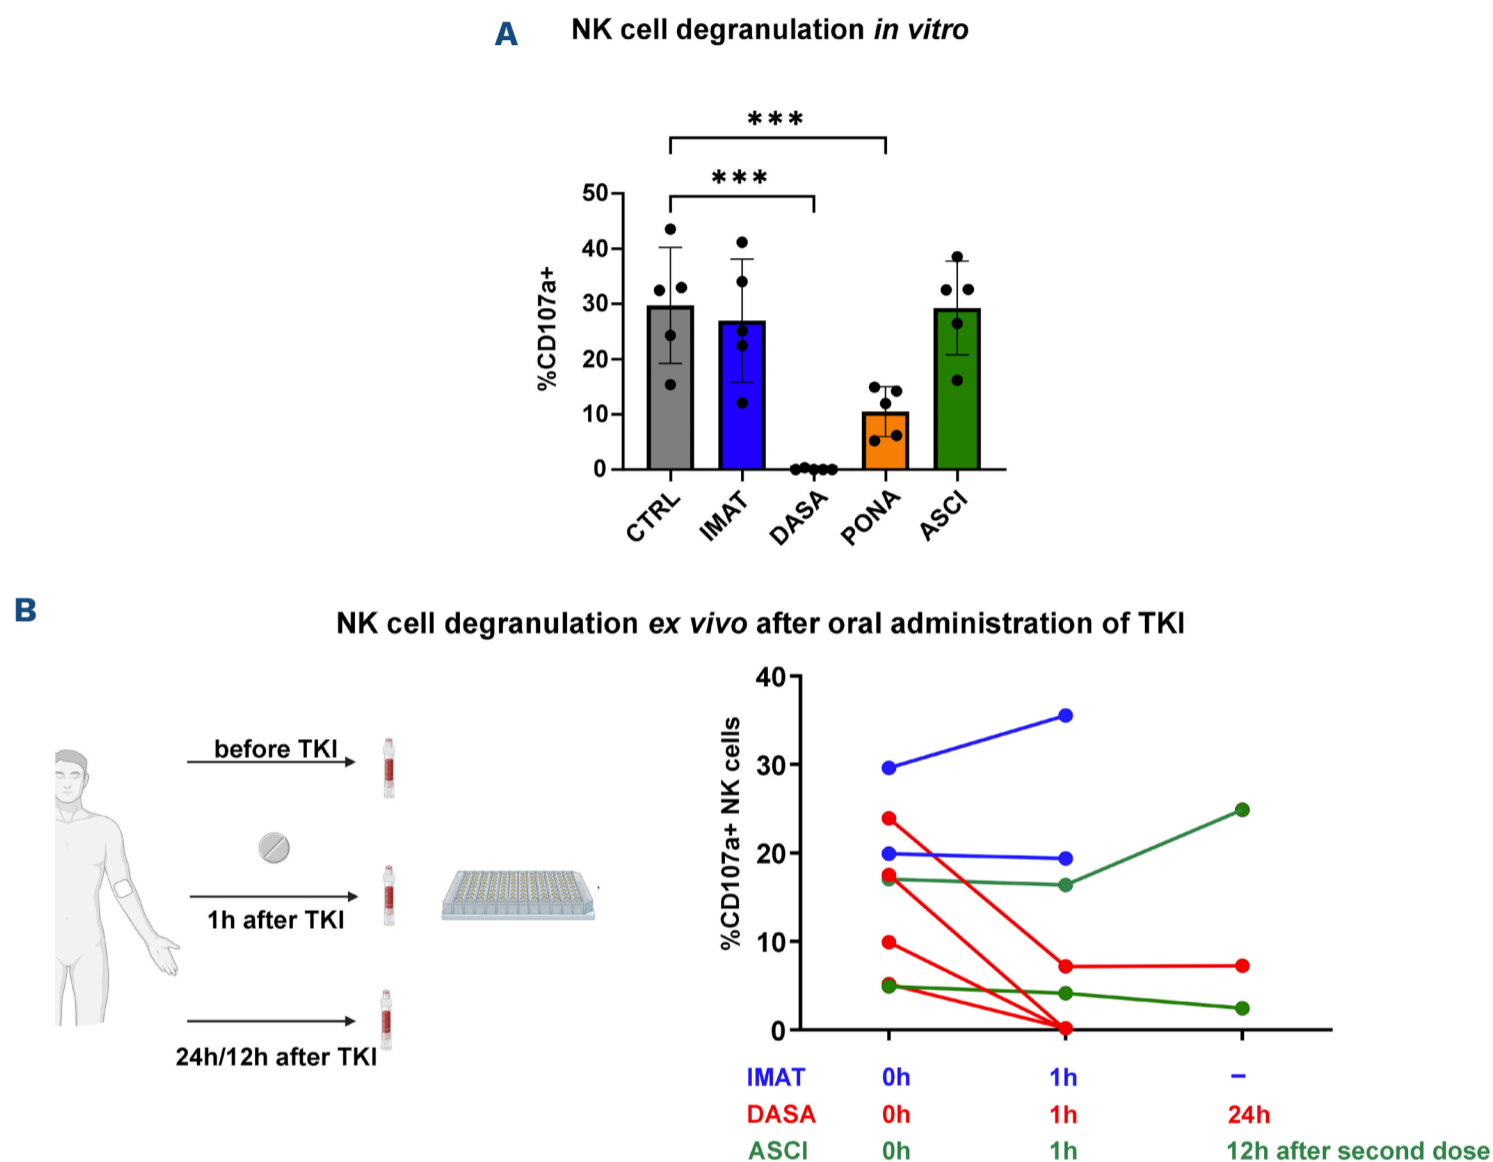 A
NK cell degranulation in vitro
***
***
50
40
30
20
10
0
%CD107a+
CTRL
IMAT
DASA
PONA
ASCI
B
NK cell degranulation ex vivo after oral administration of TKI
before TKI
1h after TKI
24h/12h after TKI
40
30
20
10
0
%CD107a+ NK cells
IMAT 0h 1h –
DASA 0h 1h 24h
ASCI 0h 1h 12h after second dose